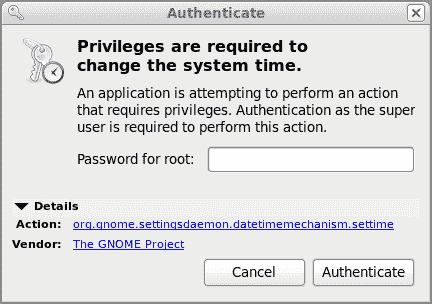 Authenticate
Privileges are required to
change the system time.
An application is attempting to perform an action
that requires privileges. Authentication as the super
user is required to perform this action.
Password for root:
Details
Action: org.gnome.settingsdaemon.datetimemechanism.settime
Vendor: The GNOME Project
Cancel Authenticate